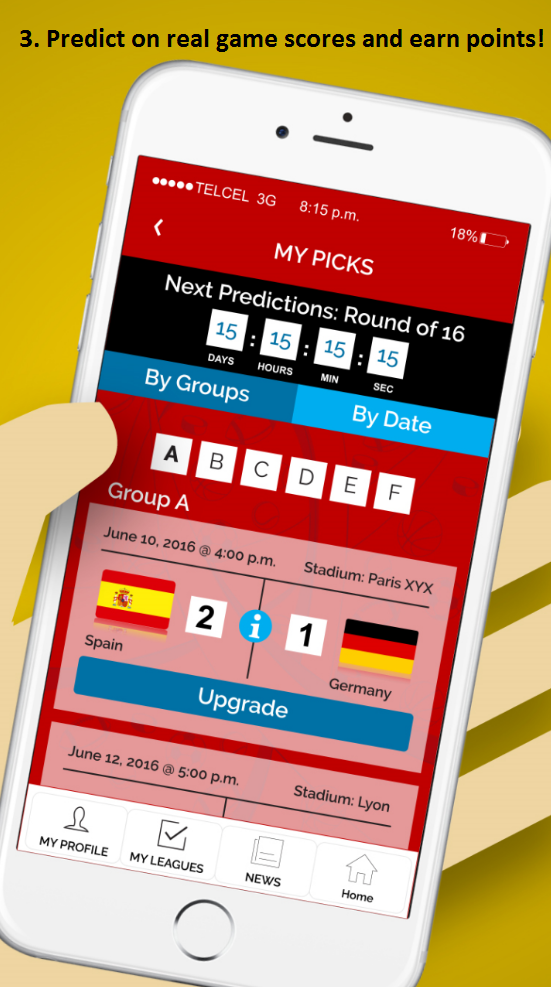 3. Predict on real game scores and earn points!
TELCEL 3G 8:15 p.m. 18%
MY PICKS
Next Predictions: Round of 16
15 : 15 : 15 : 15
DAYS HOURS MIN SEC
By Groups By Date
A B C D E F
Group A
June 10, 2016 @ 4:00 p.m. Stadium: Paris XYX
2 i 1
Spain Germany
Upgrade
June 12, 2016 @ 5:00 p.m. Stadium: Lyon
MY PROFILE MY LEAGUES NEWS Home